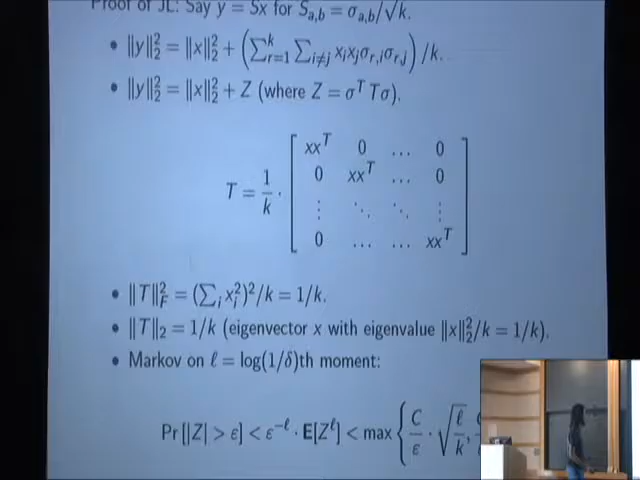 Proof of JL: Say y = Sx for S_{a,b} = σ_{a,b}/√k.
• ‖y‖₂² = ‖x‖₂² + (∑_{r=1}^k ∑_{i≠j} x_i x_j σ_{r,i} σ_{r,j}) /k.
• ‖y‖₂² = ‖x‖₂² + Z (where Z = σ^T Tσ).
T = 1/k · [
xx^T 0 … 0
0 xx^T … 0
⋮ ⋱ ⋱ ⋮
0 … … xx^T
]
• ‖T‖_F² = (∑_i x_i²)²/k = 1/k.
• ‖T‖₂ = 1/k (eigenvector x with eigenvalue ‖x‖₂²/k = 1/k).
• Markov on ℓ = log(1/δ)th moment:
Pr[|Z| > ε] < ε^{-ℓ} · E[Z^ℓ] < max { C/ε · √(ℓ/k),